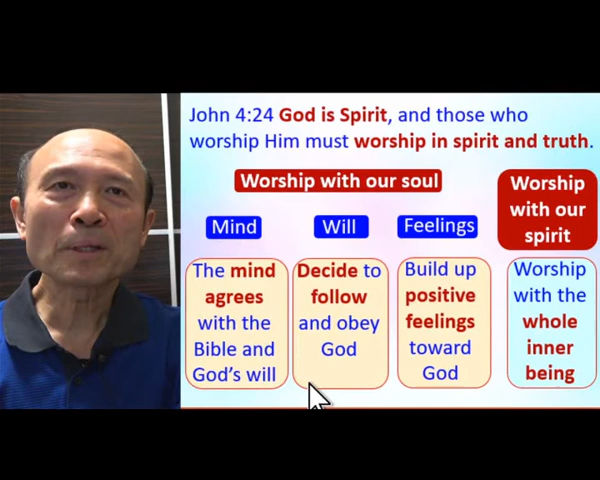 John 4:24 God is Spirit, and those who
worship Him must worship in spirit and truth.
Worship with our soul
Worship
with our
spirit
Mind
Will
Feelings
The mind
agrees
with the
Bible and
God's will
Decide to
follow
and obey
God
Build up
positive
feelings
toward
God
Worship
with the
whole
inner
being